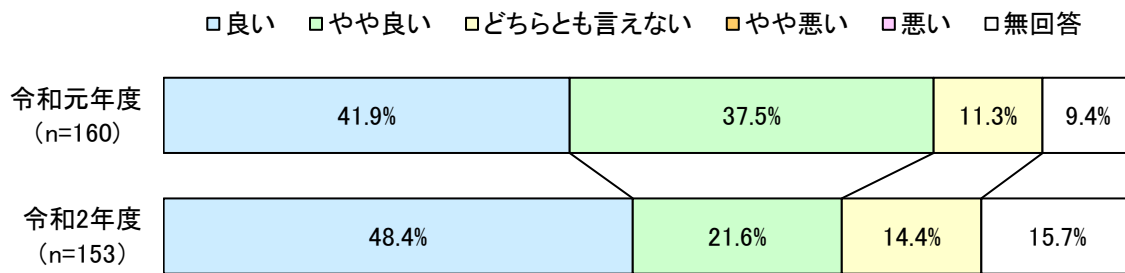 良い やや良い どちらとも言えない やや悪い 悪い 無回答
令和元年度
(n=160)
41.9% 37.5% 11.3% 9.4%
令和2年度
(n=153)
48.4% 21.6% 14.4% 15.7%